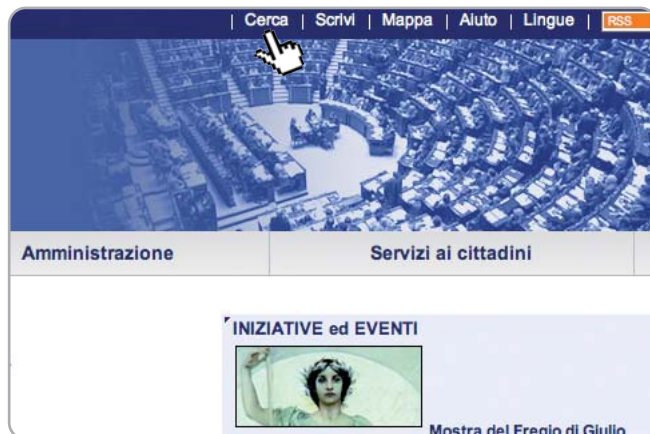 | Cerca | Scrivi | Mappa | Aiuto | Lingue | RSS
Amministrazione
Servizi ai cittadini
INIZIATIVE ed EVENTI
Mostra del Fregio di Giulio